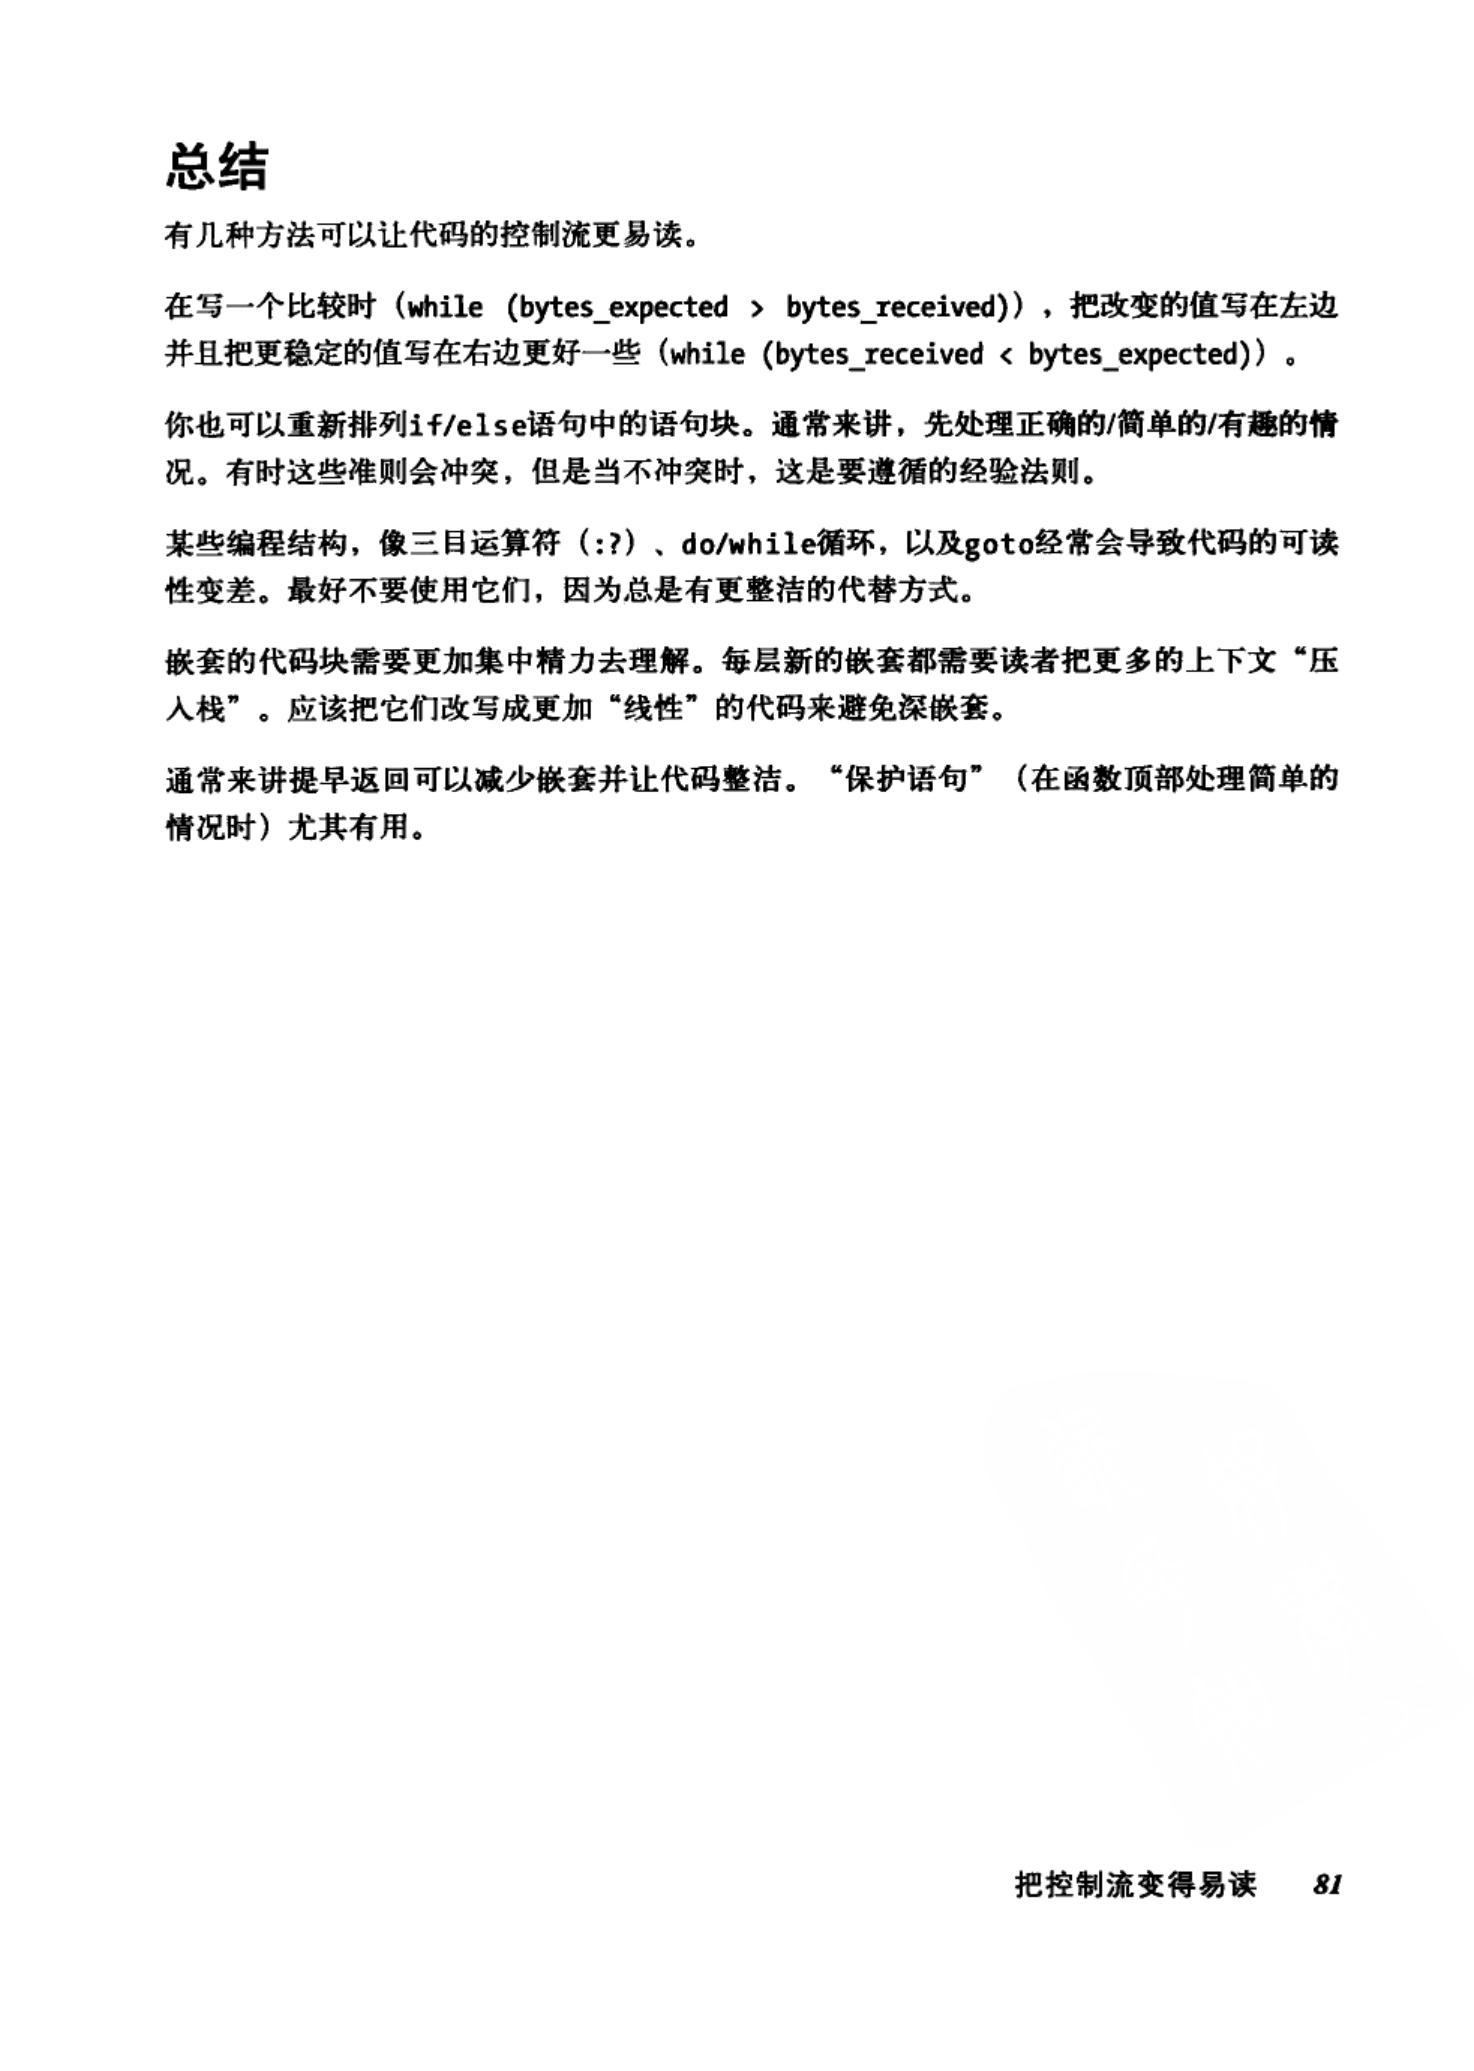 总结
有几种方法可以让代码的控制流更易读。
在写一个比较时（while (bytes_expected > bytes_received)），把改变的值写在左边
并且把更稳定的值写在右边更好一些（while (bytes_received < bytes_expected)）。
你也可以重新排列if/else语句中的语句块。通常来讲，先处理正确的/简单的/有趣的情
况。有时这些准则会冲突，但是当不冲突时，这是要遵循的经验法则。
某些编程结构，像三目运算符（:?）、do/while循环，以及goto经常会导致代码的可读
性变差。最好不要使用它们，因为总是有更整洁的代替方式。
嵌套的代码块需要更加集中精力去理解。每层新的嵌套都需要读者把更多的上下文“压
入栈”。应该把它们改写成更加“线性”的代码来避免深嵌套。
通常来讲提早返回可以减少嵌套并让代码整洁。“保护语句”（在函数顶部处理简单的
情况时）尤其有用。
把控制流变得易读 81